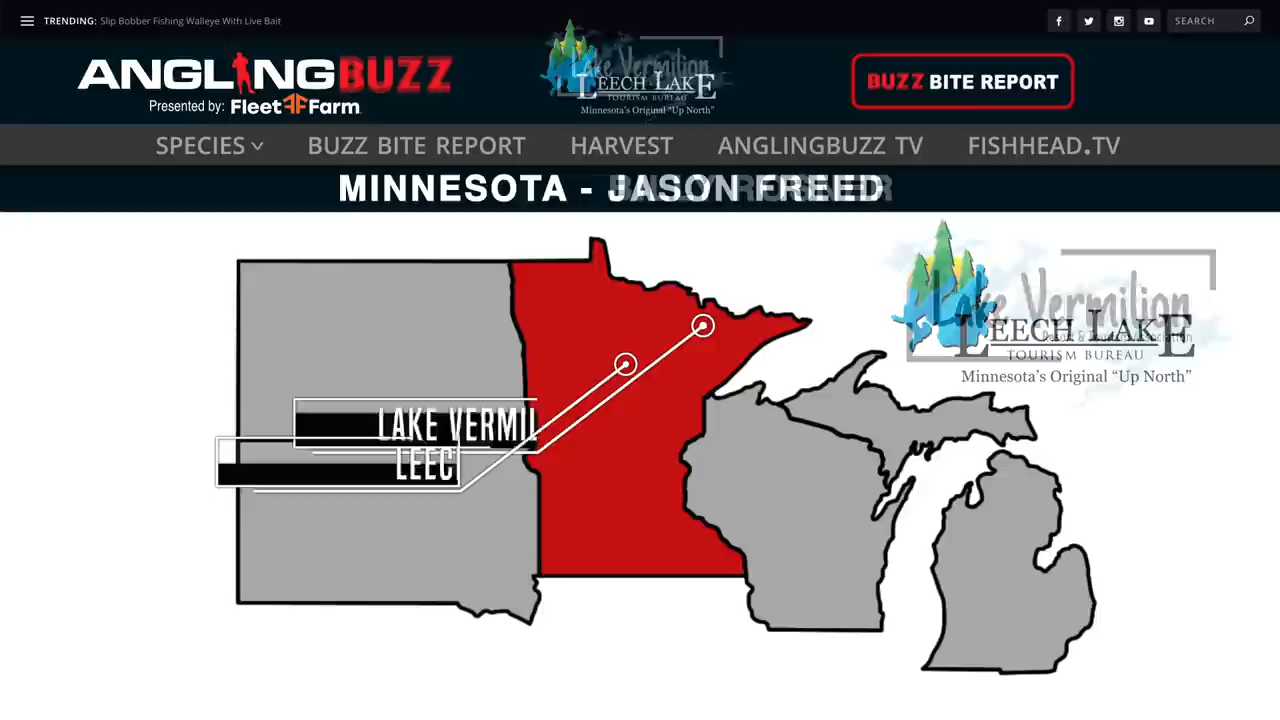 TRENDING: Slip Bobber Fishing Walleye With Live Bait
SEARCH
ANGLINGBUZZ
Presented by: Fleet Farm
Lake Vermilion
LEECH LAKE
TOURISM BUREAU
Minnesota's Original “Up North”
BUZZ BITE REPORT
SPECIES
BUZZ BITE REPORT
HARVEST
ANGLINGBUZZ TV
FISHHEAD.TV
MINNESOTA - JASON FREED
Lake Vermilion
LEECH LAKE
TOURISM BUREAU
Minnesota's Original “Up North”
LAKE VERMIL
LEEC